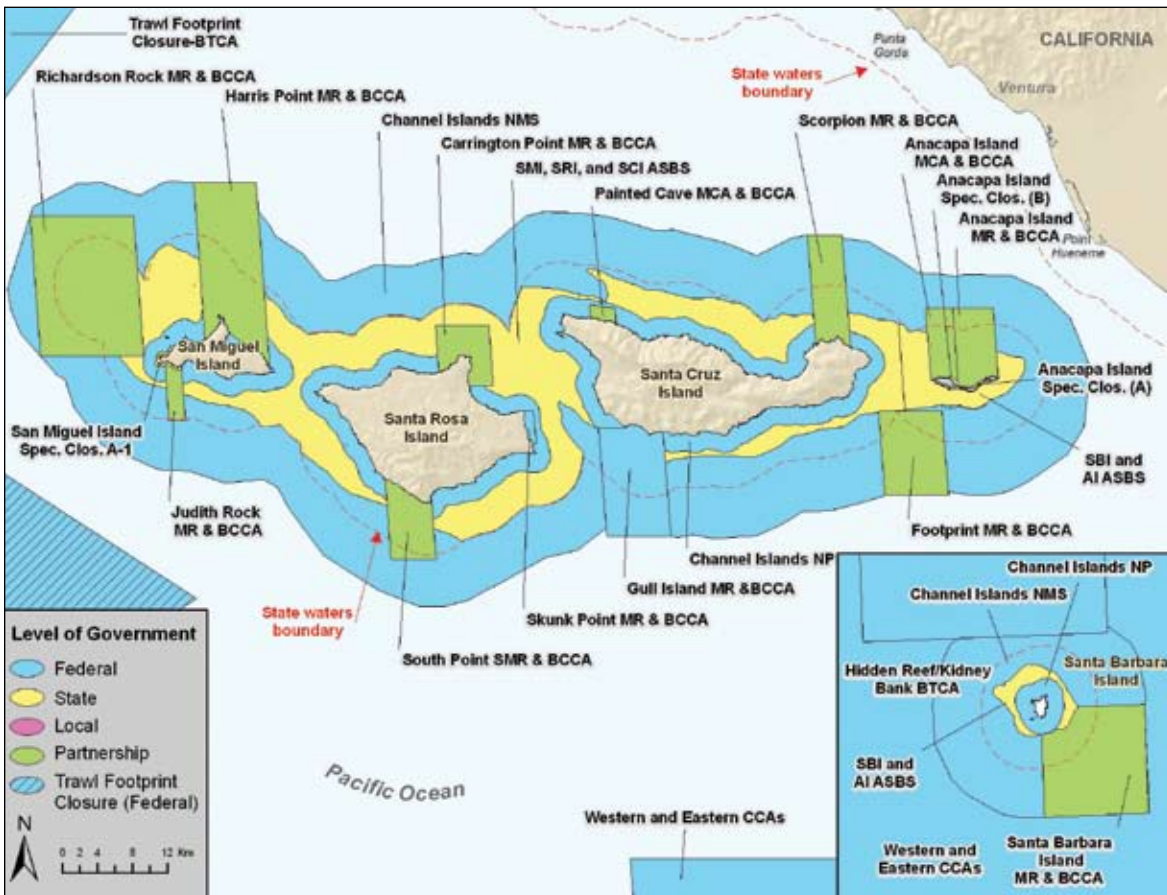 Trawl Footprint
Closure-BTCA
Richardson Rock MR & BCCA
Harris Point MR & BCCA
Channel Islands NMS
Carrington Point MR & BCCA
SMI, SRI, and SCI ASBS
Painted Cave MCA & BCCA
State waters
boundary
Punta
Gorda
CALIFORNIA
Ventura
Scorpion MR & BCCA
Anacapa Island
MCA & BCCA
Anacapa Island
Spec. Clos. (B)
Anacapa Island
MR & BCCA
Point
Hueneme
San Miguel
Island
Santa Rosa
Island
Santa Cruz
Island
Anacapa Island
Spec. Clos. (A)
San Miguel Island
Spec. Clos. A-1
Judith Rock
MR & BCCA
SBI and
AI ASBS
Footprint MR & BCCA
Channel Islands NP
Gull Island MR &BCCA
Skunk Point MR & BCCA
State waters
boundary
South Point SMR & BCCA
Level of Government
Federal
State
Local
Partnership
Trawl Footprint
Closure (Federal)
N
0 2 4 8 12 Km
Pacific Ocean
Western and Eastern CCAs
Channel Islands NP
Channel Islands NMS
Hidden Reef/Kidney
Bank BTCA
Santa Barbara
Island
SBI and
AI ASBS
Western and
Eastern CCAs
Santa Barbara
Island
MR & BCCA